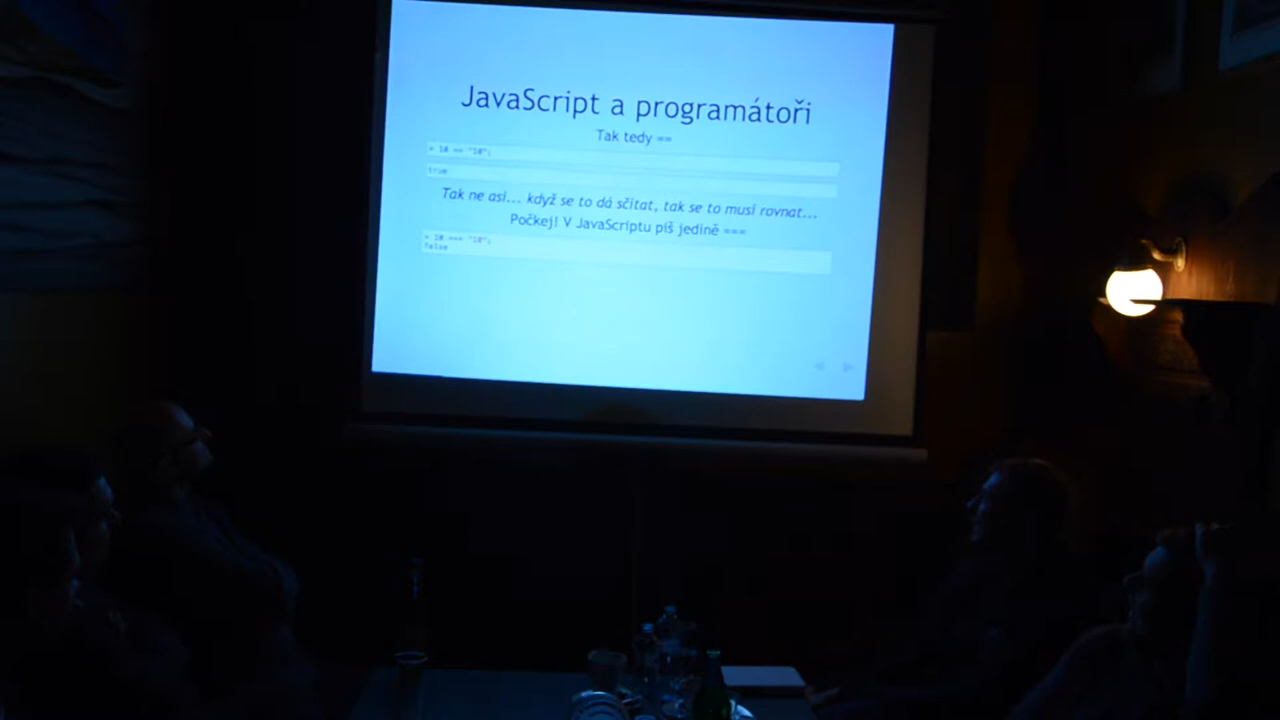 JavaScript a programátoři
Tak tedy ==
> 10 == "10";
true
Tak ne asi... když se to dá sčítat, tak se to musí rovnat...
Počkej! V JavaScriptu piš jedině ===
> 10 === "10";
false